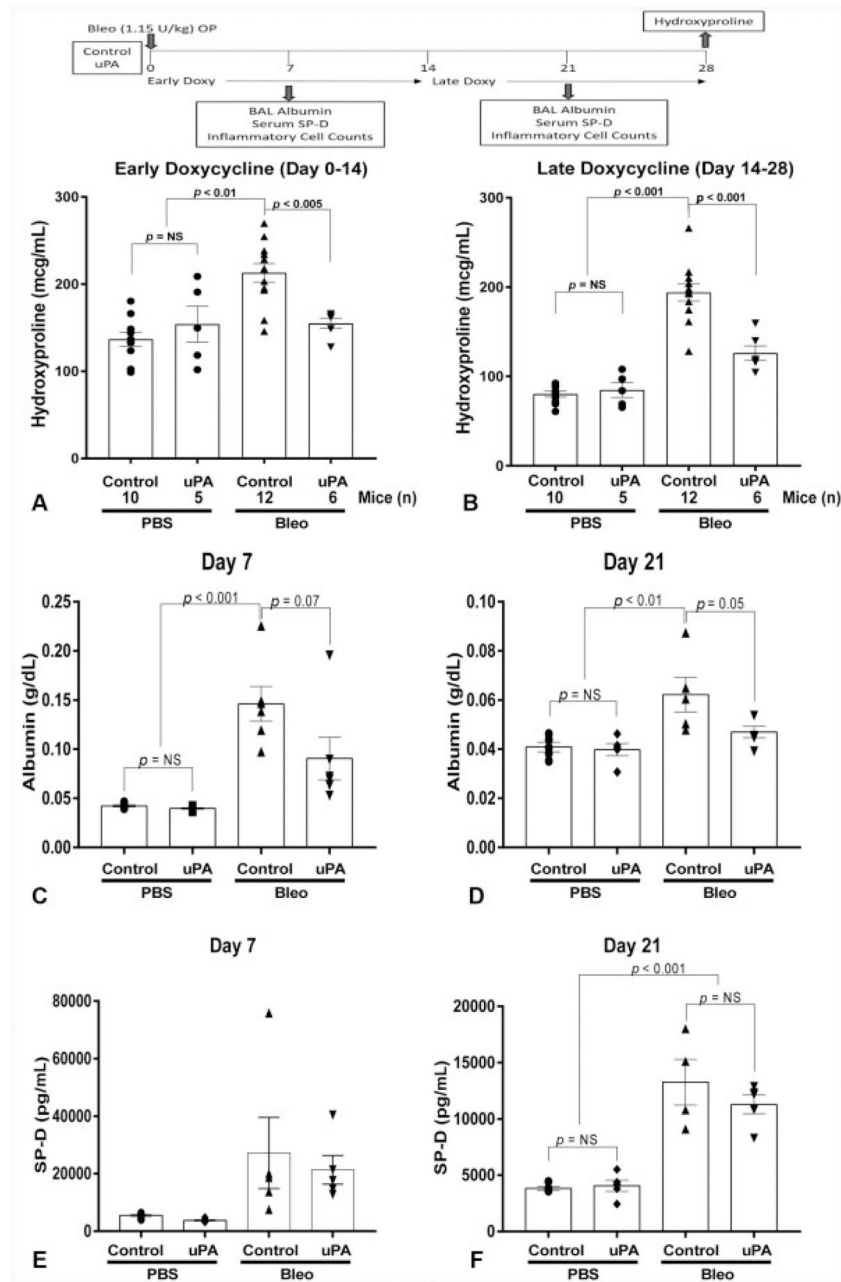 Bleo (1.15 U/kg) OP
Hydroxyproline
Control
uPA
0 7 14 21 28
Early Doxy Late Doxy
BAL Albumin
Serum SP-D
Inflammatory Cell Counts
BAL Albumin
Serum SP-D
Inflammatory Cell Counts
Early Doxycycline (Day 0-14)
Hydroxyproline (mcg/mL)
300
200
100
0
p < 0.01
p < 0.005
p = NS
Control uPA Control uPA
10 5 12 6 Mice (n)
PBS Bleo
A
Late Doxycycline (Day 14-28)
Hydroxyproline (mcg/mL)
300
200
100
0
p < 0.001
p < 0.001
p = NS
Control uPA Control uPA
10 5 12 6 Mice (n)
PBS Bleo
B
Day 7
Albumin (g/dL)
0.25
0.20
0.15
0.10
0.05
0.00
p < 0.001
p = 0.07
p = NS
Control uPA Control uPA
PBS Bleo
C
Day 21
Albumin (g/dL)
0.10
0.08
0.06
0.04
0.02
0.00
p < 0.01
p = 0.05
p = NS
Control uPA Control uPA
PBS Bleo
D
Day 7
SP-D (pg/mL)
80000
60000
40000
20000
0
Control uPA Control uPA
PBS Bleo
E
Day 21
SP-D (pg/mL)
20000
15000
10000
5000
0
p < 0.001
p = NS
p = NS
Control uPA Control uPA
PBS Bleo
F